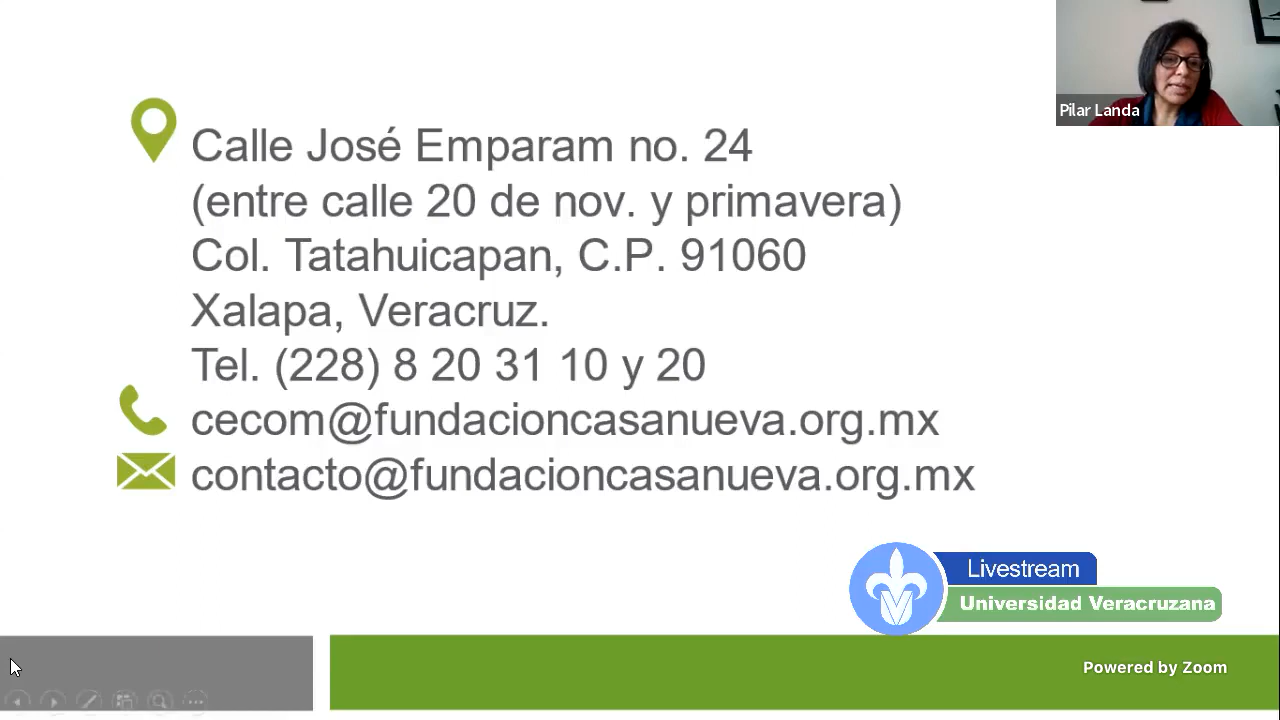 Calle José Emparam no. 24
(entre calle 20 de nov. y primavera)
Col. Tatahuicapan, C.P. 91060
Xalapa, Veracruz.
Tel. (228) 8 20 31 10 y 20
cecom@fundacioncasanueva.org.mx
contacto@fundacioncasanueva.org.mx
Pilar Landa
Livestream
Universidad Veracruzana
Powered by Zoom